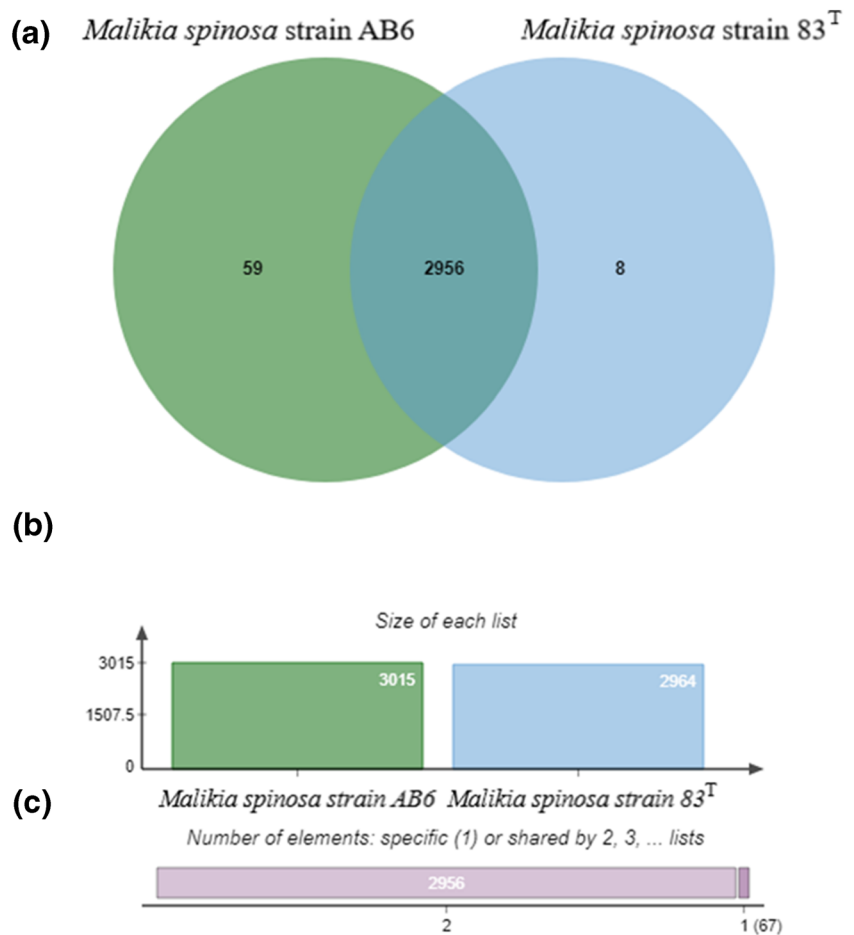 (a) Malikia spinosa strain AB6 Malikia spinosa strain 83ᵀ
59 2956 8
(b)
Size of each list
3015 3015 2964
1507.5
0
(c) Malikia spinosa strain AB6 Malikia spinosa strain 83ᵀ
Number of elements: specific (1) or shared by 2, 3, ... lists
2956
2 1 (67)